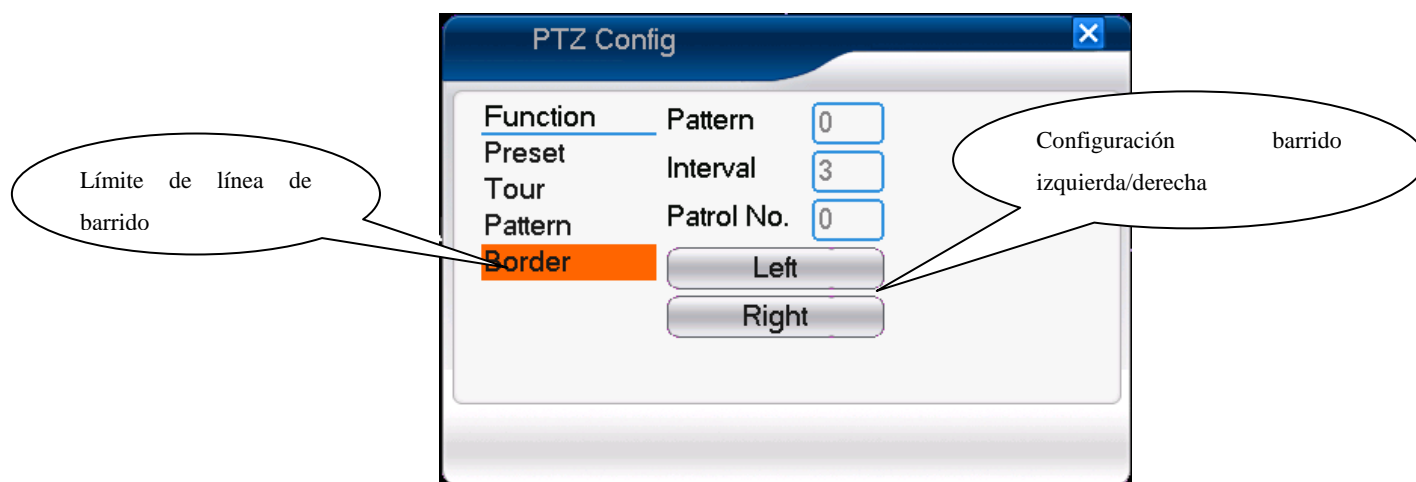 PTZ Config
Function
Preset
Tour
Pattern
Border
Pattern 0
Interval 3
Patrol No. 0
Left
Right
Límite de línea de
barrido
Configuración barrido
izquierda/derecha